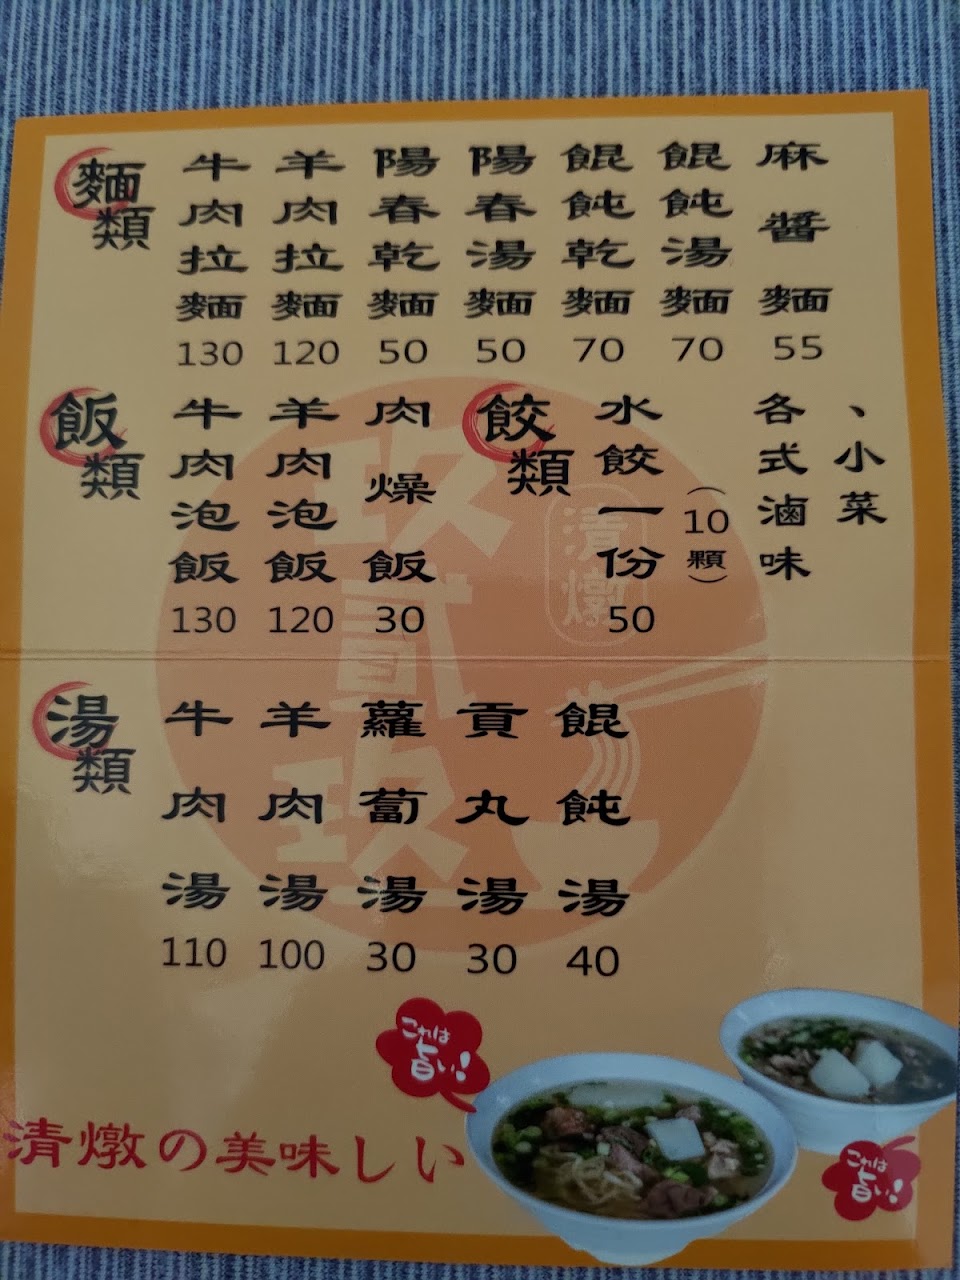 麵類
牛肉拉麵
130
羊肉拉麵
120
陽春乾麵
50
陽春湯麵
50
餛飩乾麵
70
餛飩湯麵
70
麻醬麵
55
飯類
牛肉泡飯
130
羊肉泡飯
120
肉燥飯
30
餃類
水餃一份
(10顆)
50
各式滷味
、小菜
湯類
牛肉湯
110
羊肉湯
100
蘿蔔湯
30
貢丸湯
30
餛飩湯
40
玖貳玖
清燉
これは
旨い!
これは
旨い!
清燉の美味しい